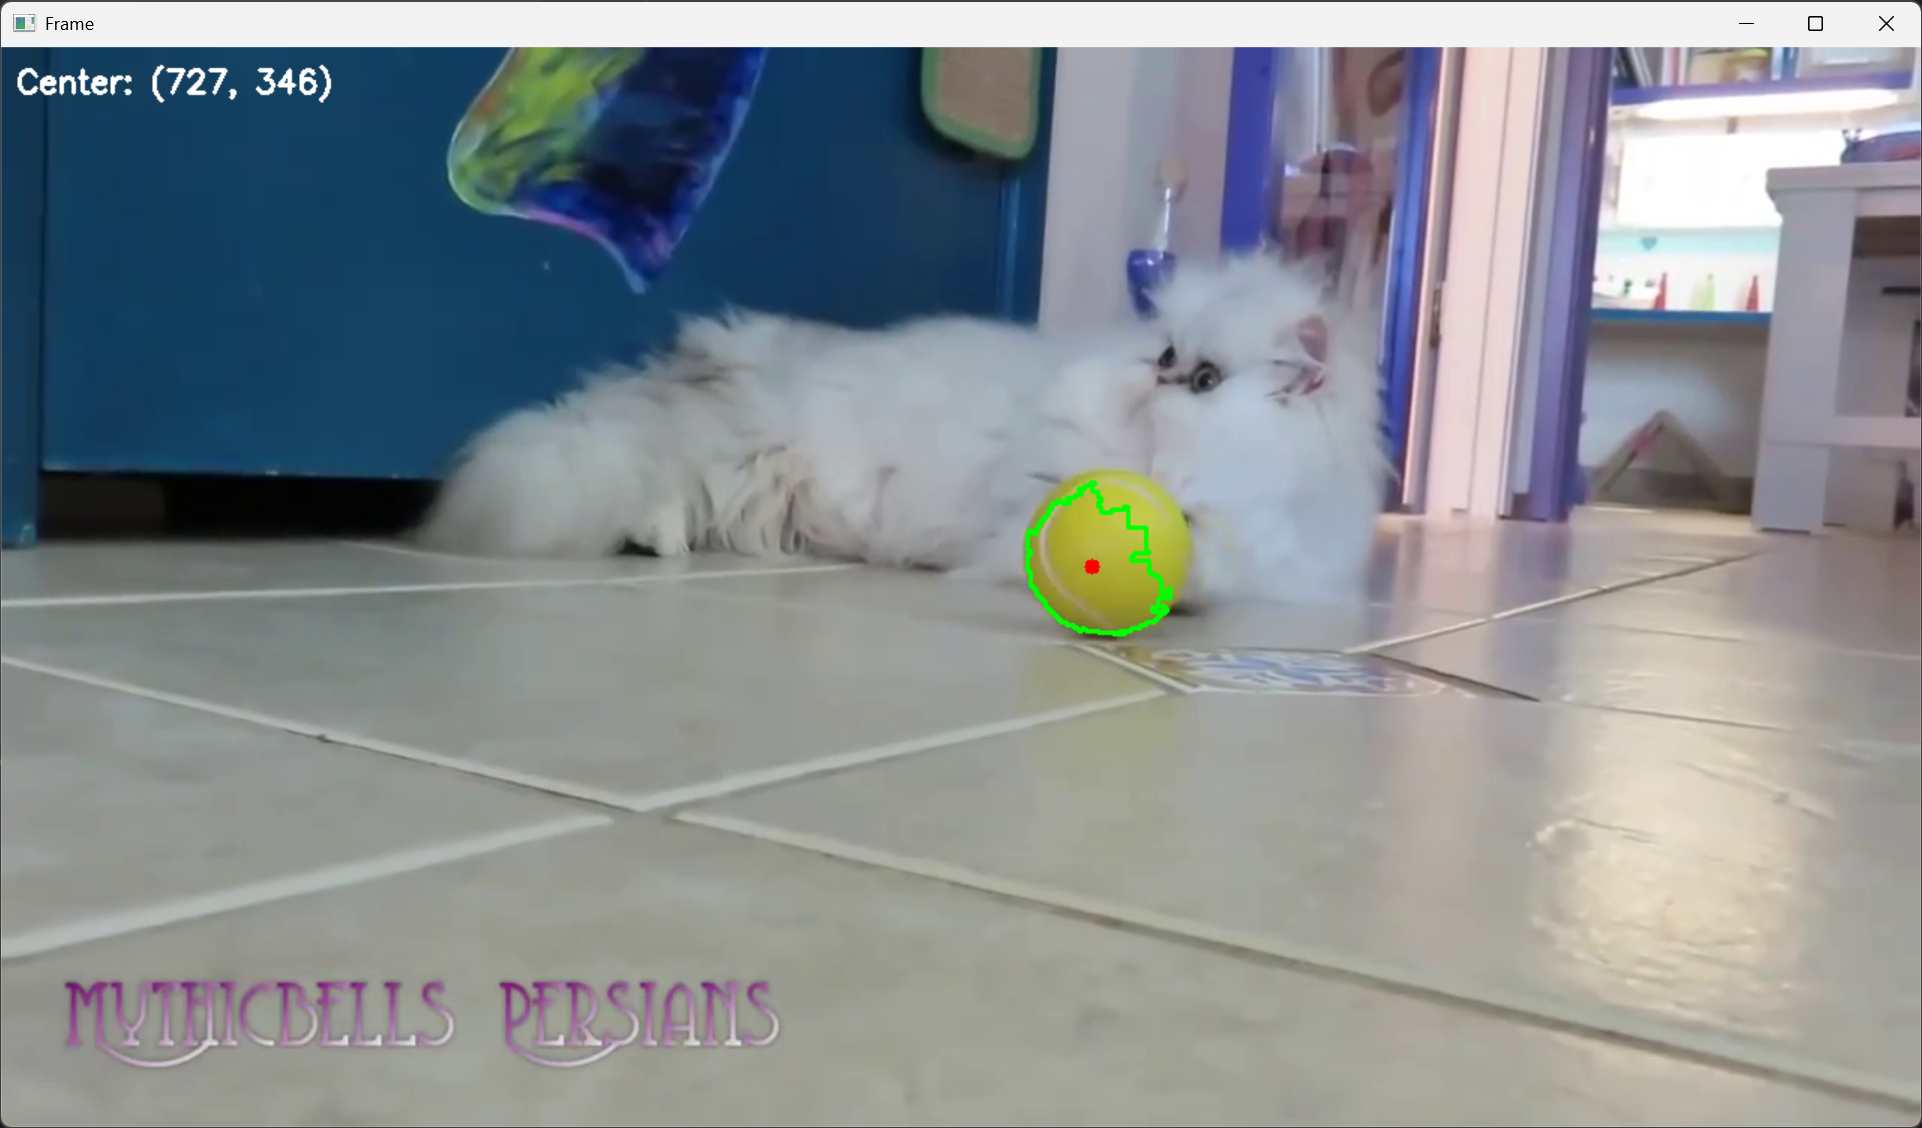 Frame
Center: (727, 346)
MYTHICBELLS PERSIANS